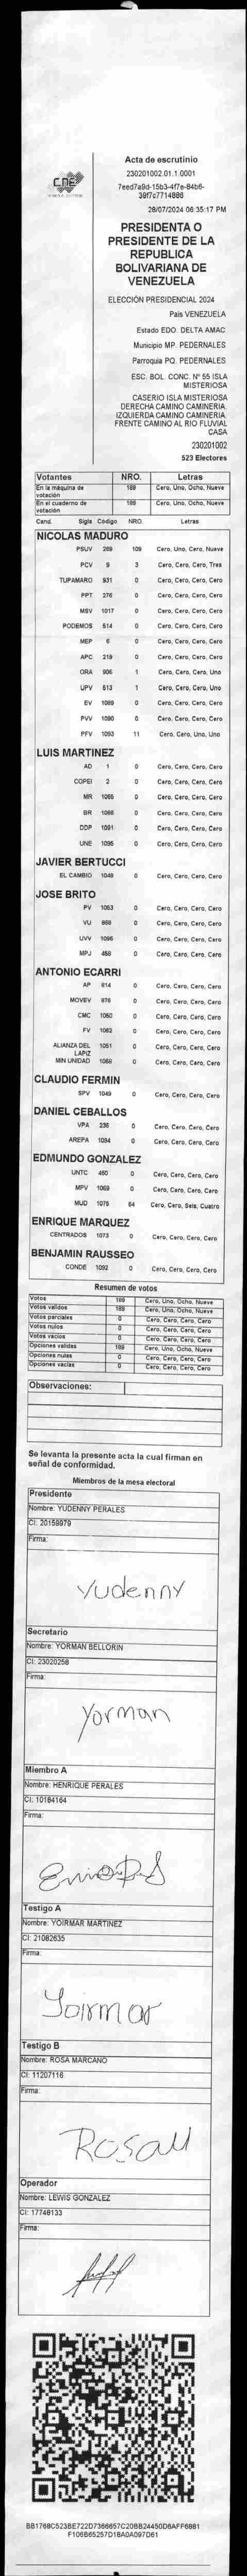 CNE
Acta de escrutinio
230201002.01.1.0001
7eed7a9d-15b3-4f7e-84b6-
39f7c7714886
28/07/2024 06:35:17 PM
PRESIDENTA O
PRESIDENTE DE LA
REPUBLICA
BOLIVARIANA DE
VENEZUELA
ELECCIÓN PRESIDENCIAL 2024
País VENEZUELA
Estado EDO. DELTA AMAC
Municipio MP. PEDERNALES
Parroquia PQ. PEDERNALES
ESC. BOL. CONC. Nº 55 ISLA
MISTERIOSA
CASERIO ISLA MISTERIOSA
DERECHA CAMINO CAMINERIA.
IZQUIERDA CAMINO CAMINERIA.
FRENTE CAMINO AL RIO FLUVIAL
CASA
230201002
523 Electores
Votantes NRO. Letras
En la máquina de votación 189 Cero, Uno, Ocho, Nueve
En el cuaderno de votación 189 Cero, Uno, Ocho, Nueve
Cand. Sigla Código NRO. Letras
NICOLAS MADURO
PSUV 269 109 Cero, Uno, Cero, Nueve
PCV 9 3 Cero, Cero, Cero, Tres
TUPAMARO 931 0 Cero, Cero, Cero, Cero
PPT 276 0 Cero, Cero, Cero, Cero
MSV 1017 0 Cero, Cero, Cero, Cero
PODEMOS 514 0 Cero, Cero, Cero, Cero
MEP 6 0 Cero, Cero, Cero, Cero
APC 219 0 Cero, Cero, Cero, Cero
ORA 906 1 Cero, Cero, Cero, Uno
UPV 613 1 Cero, Cero, Cero, Uno
EV 1089 0 Cero, Cero, Cero, Cero
PVV 1090 0 Cero, Cero, Cero, Cero
PFV 1093 11 Cero, Cero, Uno, Uno
LUIS MARTINEZ
AD 1 0 Cero, Cero, Cero, Cero
COPEI 2 0 Cero, Cero, Cero, Cero
MR 1065 0 Cero, Cero, Cero, Cero
BR 1066 0 Cero, Cero, Cero, Cero
DDP 1091 0 Cero, Cero, Cero, Cero
UNE 1095 0 Cero, Cero, Cero, Cero
JAVIER BERTUCCI
EL CAMBIO 1048 0 Cero, Cero, Cero, Cero
JOSE BRITO
PV 1063 0 Cero, Cero, Cero, Cero
VU 868 0 Cero, Cero, Cero, Cero
UVV 1096 0 Cero, Cero, Cero, Cero
MPJ 458 0 Cero, Cero, Cero, Cero
ANTONIO ECARRI
AP 614 0 Cero, Cero, Cero, Cero
MOVEV 876 0 Cero, Cero, Cero, Cero
CMC 1050 0 Cero, Cero, Cero, Cero
FV 1062 0 Cero, Cero, Cero, Cero
ALIANZA DEL LAPIZ 1051 0 Cero, Cero, Cero, Cero
MIN UNIDAD 1068 0 Cero, Cero, Cero, Cero
CLAUDIO FERMIN
SPV 1049 0 Cero, Cero, Cero, Cero
DANIEL CEBALLOS
VPA 236 0 Cero, Cero, Cero, Cero
AREPA 1094 0 Cero, Cero, Cero, Cero
EDMUNDO GONZALEZ
UNTC 460 0 Cero, Cero, Cero, Cero
MPV 1069 0 Cero, Cero, Cero, Cero
MUD 1075 64 Cero, Cero, Seis, Cuatro
ENRIQUE MARQUEZ
CENTRADOS 1073 0 Cero, Cero, Cero, Cero
BENJAMIN RAUSSEO
CONDE 1092 0 Cero, Cero, Cero, Cero
Resumen de votos
Votos 189 Cero, Uno, Ocho, Nueve
Votos validos 189 Cero, Uno, Ocho, Nueve
Votos parciales 0 Cero, Cero, Cero, Cero
Votos nulos 0 Cero, Cero, Cero, Cero
Votos vacios 0 Cero, Cero, Cero, Cero
Opciones validas 189 Cero, Uno, Ocho, Nueve
Opciones nulas 0 Cero, Cero, Cero, Cero
Opciones vacias 0 Cero, Cero, Cero, Cero
Observaciones:
Se levanta la presente acta la cual firman en
señal de conformidad.
Miembros de la mesa electoral
Presidente
Nombre: YUDENNY PERALES
CI: 20159979
Firma:
Yudenny
Secretario
Nombre: YORMAN BELLORIN
CI: 23020258
Firma:
Yorman
Miembro A
Nombre: HENRIQUE PERALES
CI: 10184164
Firma:
Testigo A
Nombre: YOIRMAR MARTINEZ
CI: 21082635
Firma:
Yoirmar
Testigo B
Nombre: ROSA MARCANO
CI: 11207116
Firma:
Rosa M
Operador
Nombre: LEWIS GONZALEZ
CI: 17748133
Firma:
BB1768C523BE722D7366657C20BB24450D6AFF6881
F106B65257D18A0A097D61